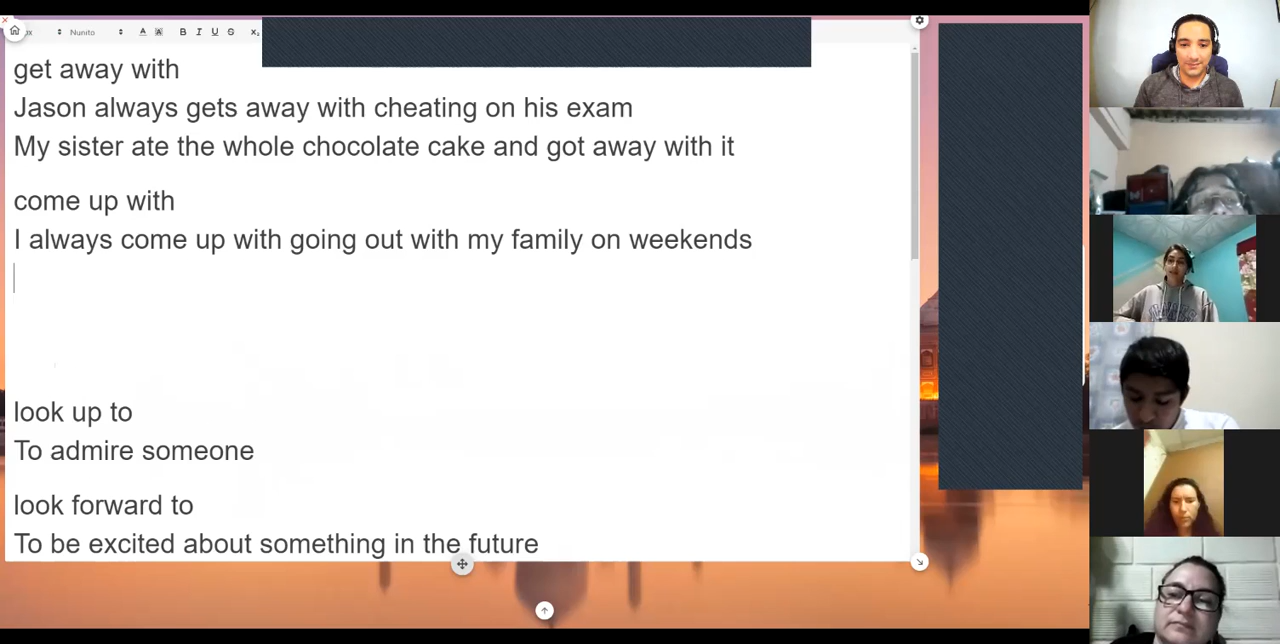 Nunito
B I U S X₂
get away with
Jason always gets away with cheating on his exam
My sister ate the whole chocolate cake and got away with it
come up with
I always come up with going out with my family on weekends
look up to
To admire someone
look forward to
To be excited about something in the future